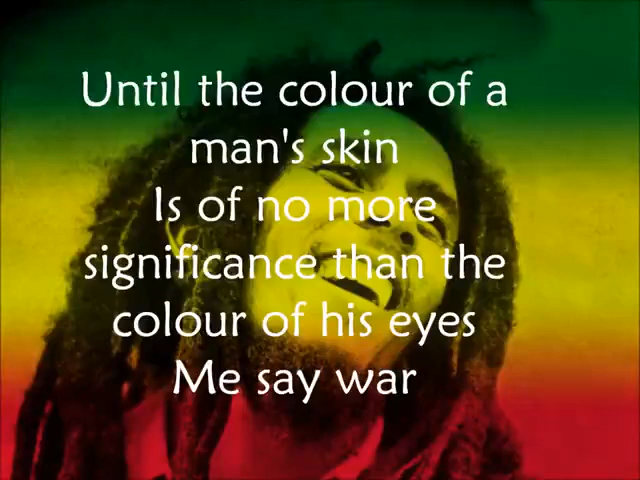 Until the colour of a
man's skin
Is of no more
significance than the
colour of his eyes
Me say war